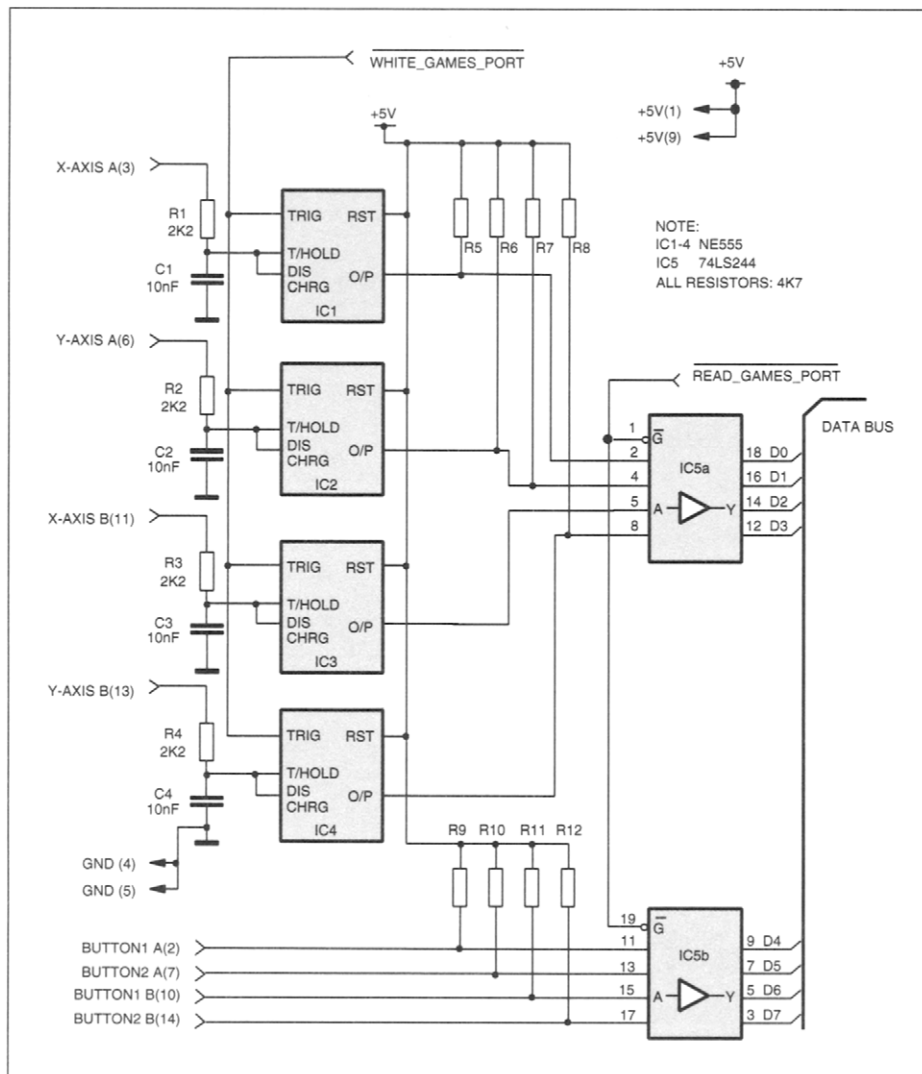 WHITE_GAMES_PORT
+5V
+5V
+5V(1)
+5V(9)
X-AXIS A(3)
R1
2K2
C1
10nF
TRIG RST
T/HOLD
DIS
CHRG
O/P
IC1
R5 R6 R7 R8
NOTE:
IC1-4 NE555
IC5 74LS244
ALL RESISTORS: 4K7
Y-AXIS A(6)
R2
2K2
C2
10nF
TRIG RST
T/HOLD
DIS
CHRG
O/P
IC2
READ_GAMES_PORT
DATA BUS
1 G
2
4
5 A
8
IC5a
Y
18 D0
16 D1
14 D2
12 D3
X-AXIS B(11)
R3
2K2
C3
10nF
TRIG RST
T/HOLD
DIS
CHRG
O/P
IC3
Y-AXIS B(13)
R4
2K2
C4
10nF
TRIG RST
T/HOLD
DIS
CHRG
O/P
IC4
GND (4)
GND (5)
R9 R10 R11 R12
BUTTON1 A(2)
BUTTON2 A(7)
BUTTON1 B(10)
BUTTON2 B(14)
19 G
11
13
15 A
17
IC5b
Y
9 D4
7 D5
5 D6
3 D7